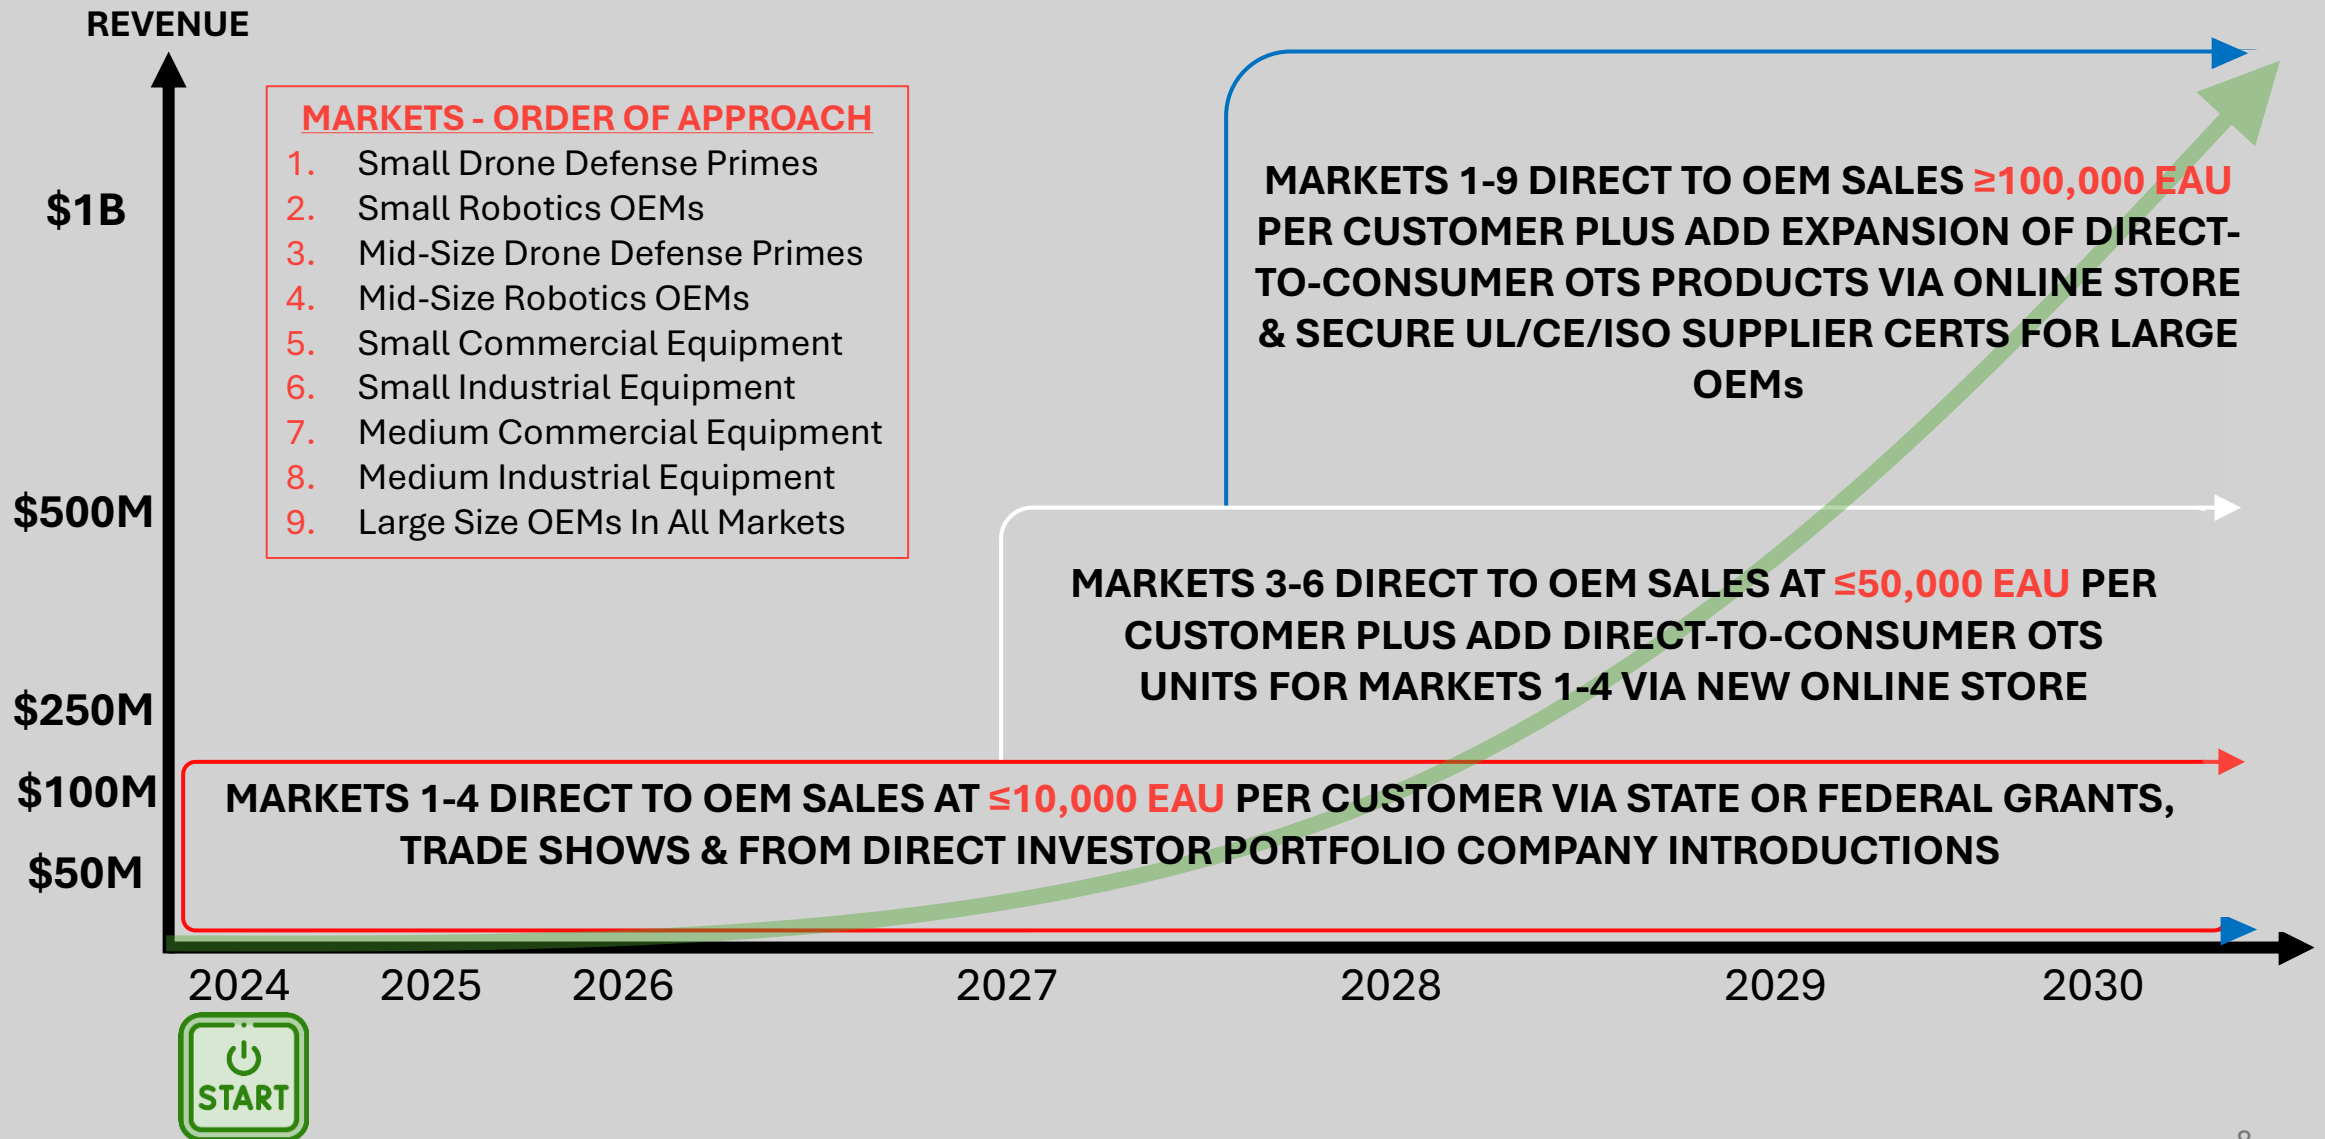 REVENUE
MARKETS - ORDER OF APPROACH
1. Small Drone Defense Primes
2. Small Robotics OEMs
3. Mid-Size Drone Defense Primes
4. Mid-Size Robotics OEMs
5. Small Commercial Equipment
6. Small Industrial Equipment
7. Medium Commercial Equipment
8. Medium Industrial Equipment
9. Large Size OEMs In All Markets
$1B
$500M
$250M
$100M
$50M
MARKETS 1-9 DIRECT TO OEM SALES ≥100,000 EAU
PER CUSTOMER PLUS ADD EXPANSION OF DIRECT-
TO-CONSUMER OTS PRODUCTS VIA ONLINE STORE
& SECURE UL/CE/ISO SUPPLIER CERTS FOR LARGE
OEMs
MARKETS 3-6 DIRECT TO OEM SALES AT ≤50,000 EAU PER
CUSTOMER PLUS ADD DIRECT-TO-CONSUMER OTS
UNITS FOR MARKETS 1-4 VIA NEW ONLINE STORE
MARKETS 1-4 DIRECT TO OEM SALES AT ≤10,000 EAU PER CUSTOMER VIA STATE OR FEDERAL GRANTS,
TRADE SHOWS & FROM DIRECT INVESTOR PORTFOLIO COMPANY INTRODUCTIONS
2024 2025 2026 2027 2028 2029 2030
START